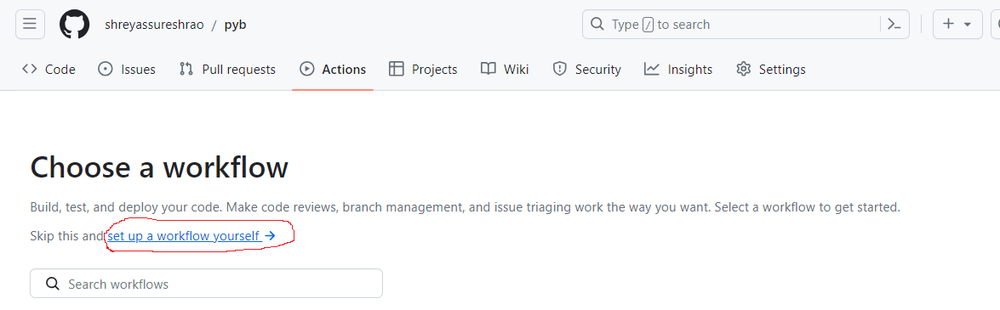 shreyassureshrao / pyb
Type / to search
Code Issues Pull requests Actions Projects Wiki Security Insights Settings
Choose a workflow
Build, test, and deploy your code. Make code reviews, branch management, and issue triaging work the way you want. Select a workflow to get started.
Skip this and set up a workflow yourself →
Search workflows